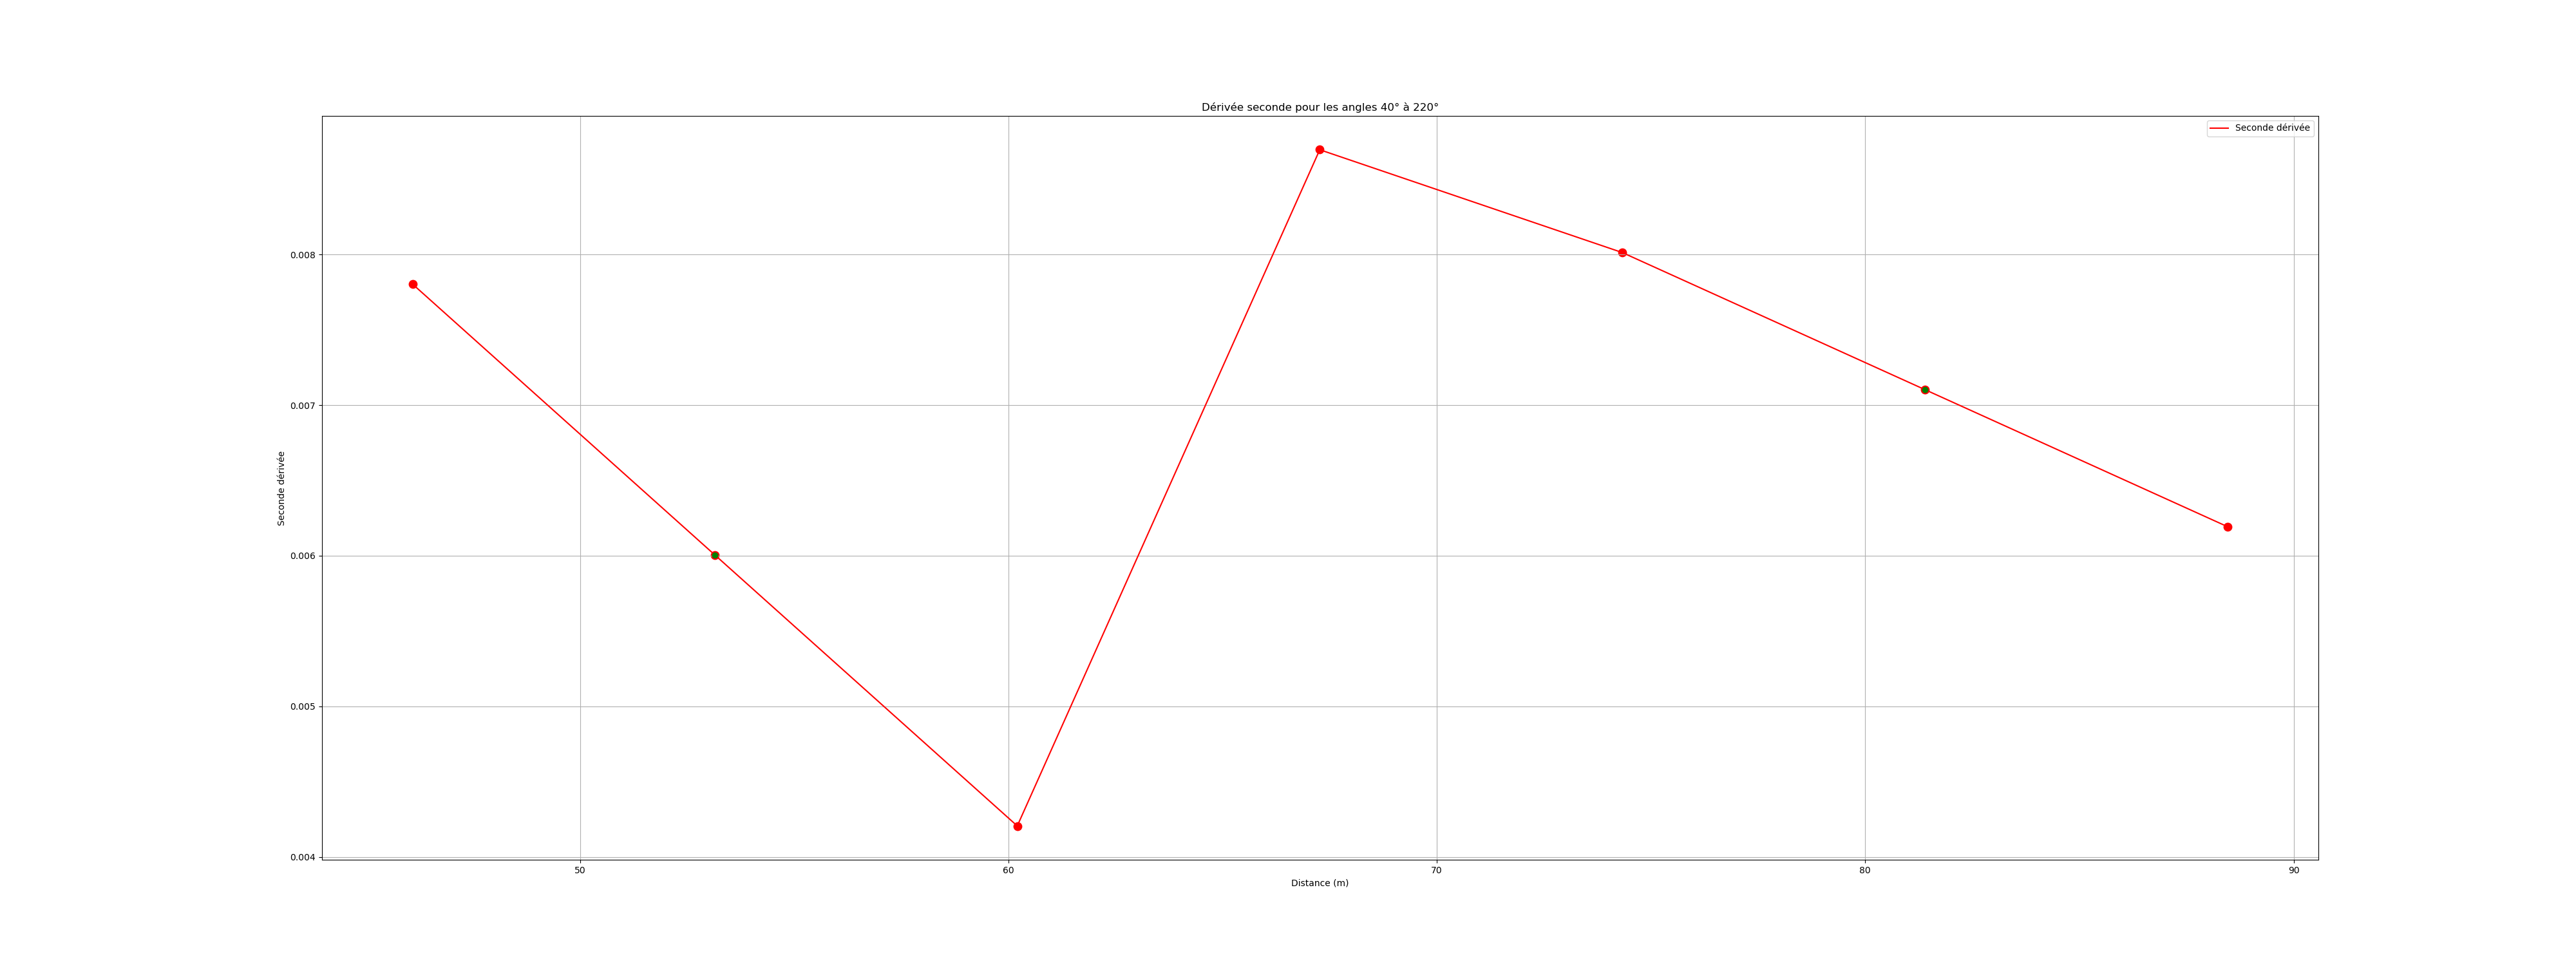 Dérivée seconde pour les angles 40° à 220°
Seconde dérivée
0.008
0.007
0.006
0.005
0.004
Seconde dérivée
50
60
70
80
90
Distance (m)